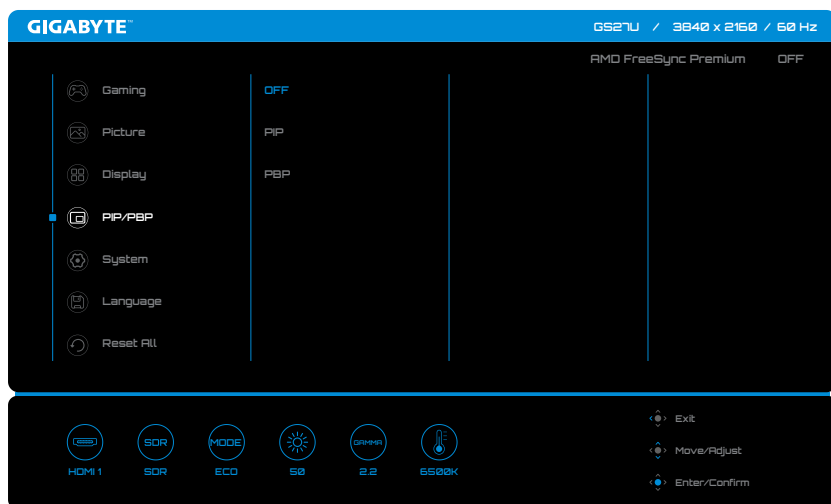 GIGABYTE™ GS27U / 3840 x 2160 / 60 Hz
AMD FreeSync Premium OFF
Gaming OFF
Picture PIP
Display PBP
PIP/PBP
System
Language
Reset All
Exit
SDR MODE GAMMA
Move/Adjust
HDMI 1 SDR ECO 50 2.2 6500K
Enter/Confirm